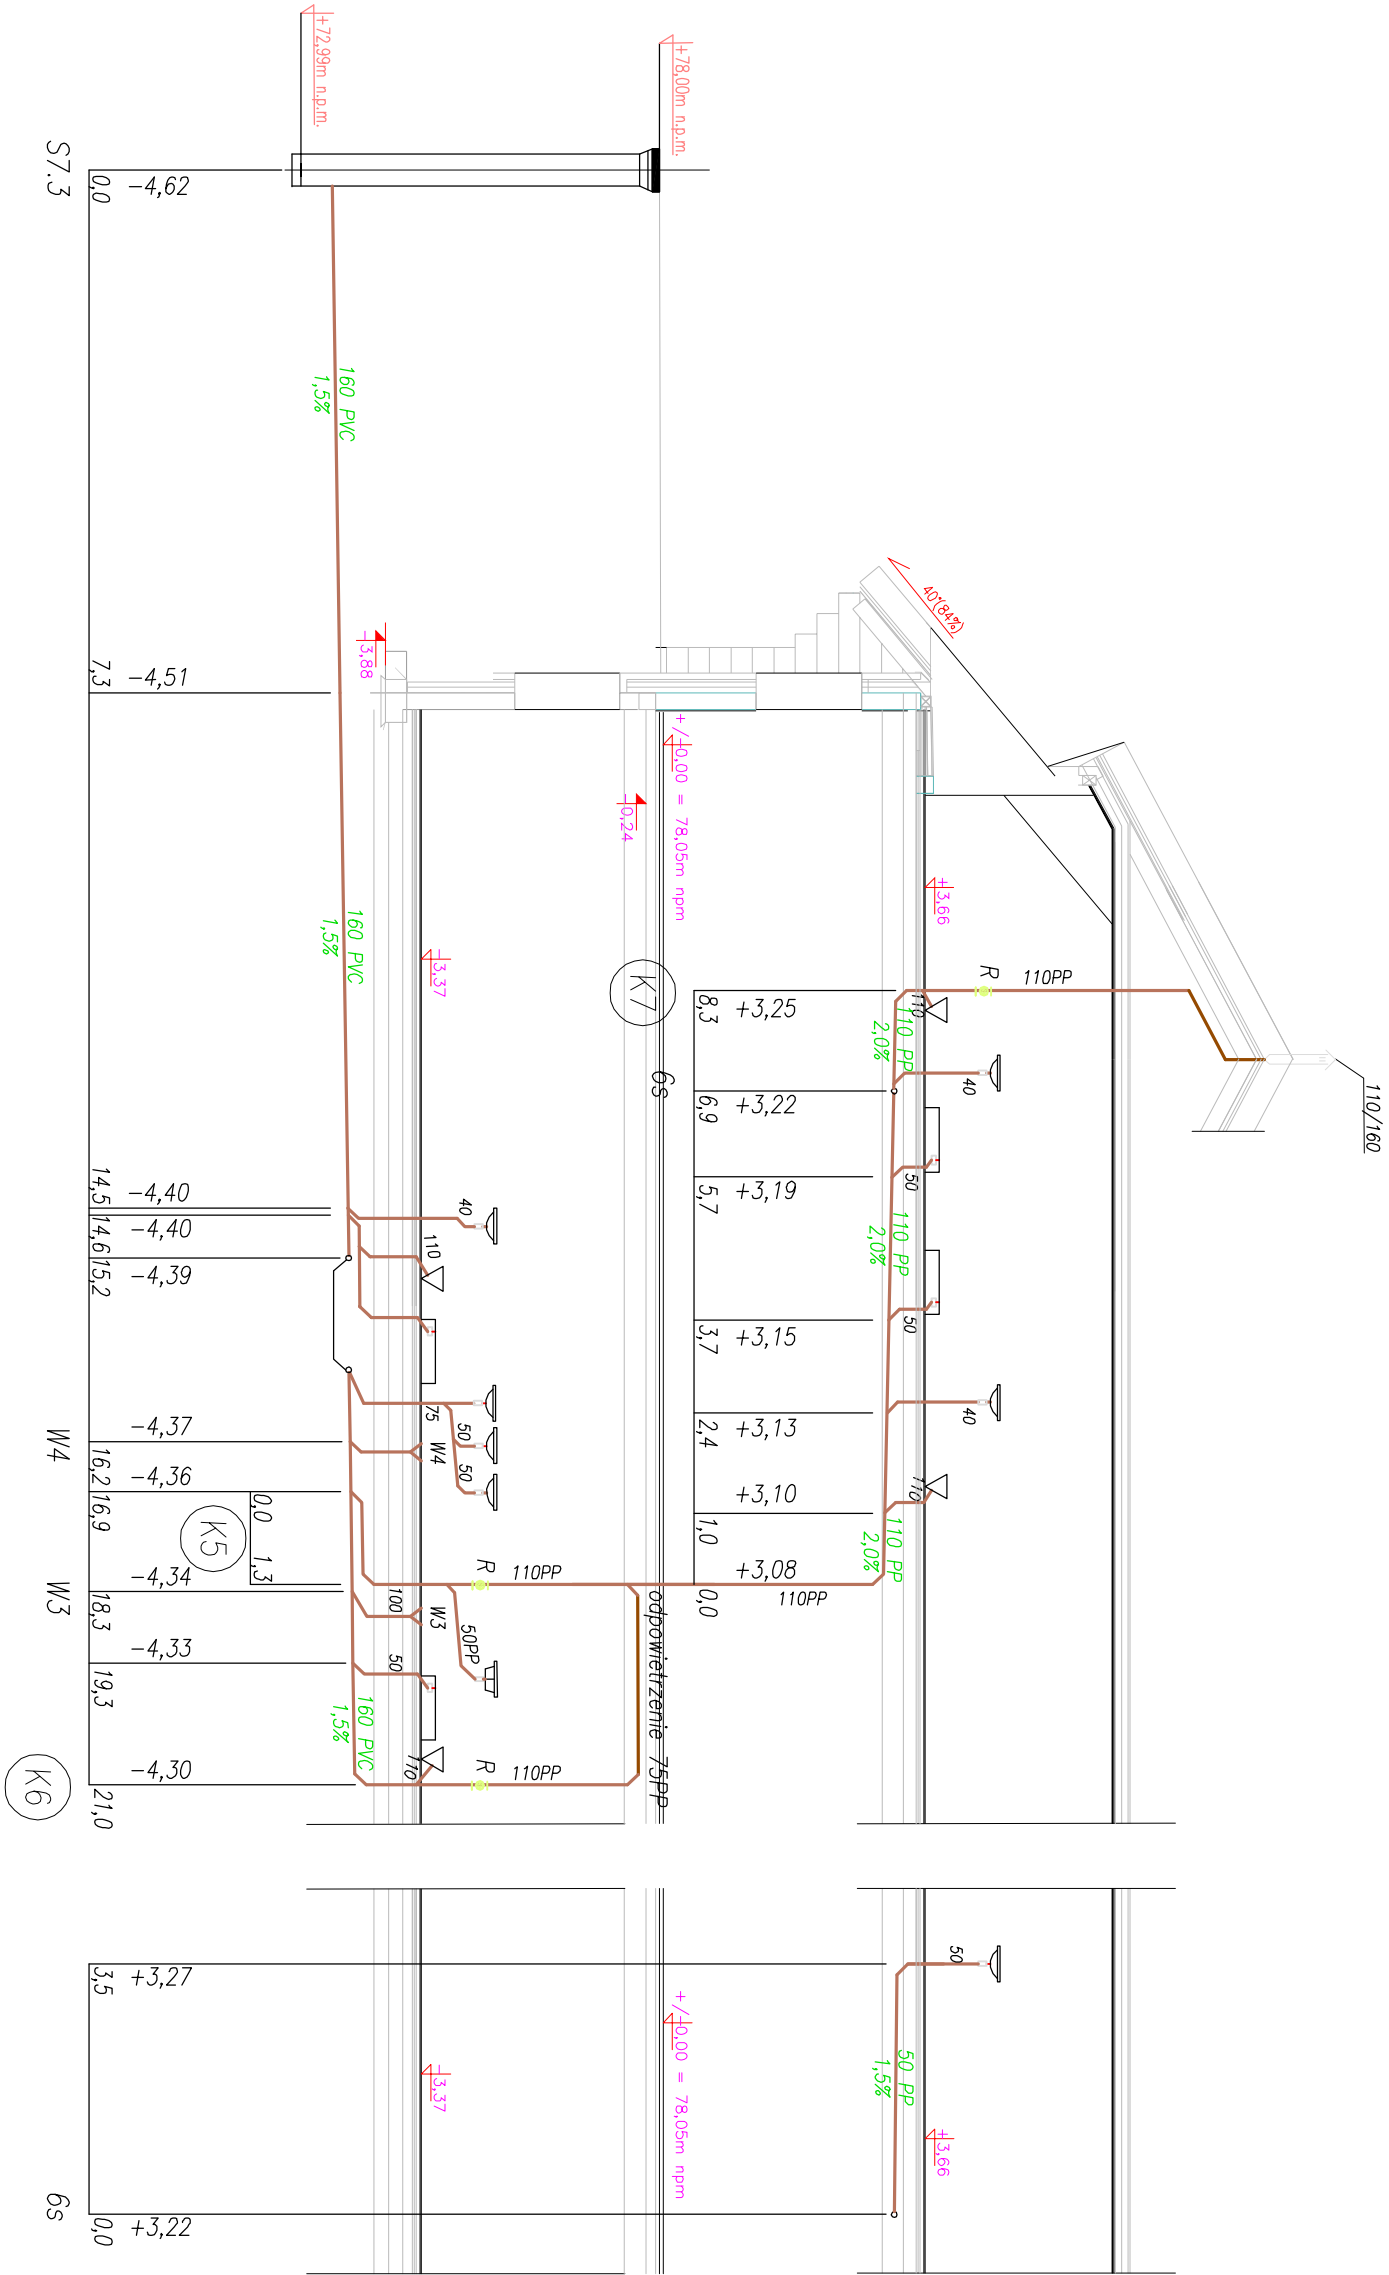 +72,99m n.p.m.
+78,00m n.p.m.
S7.3
0,0
-4,62
160 PVC
1,5%
7,3
-4,51
-3,88
40°(84%)
+/-0,00 = 78,05m npm
-0,24
+3,66
160 PVC
1,5%
-3,37
K7
6s
8,3
+3,25
R
110PP
110
110 PP
2,0%
40
6,9
+3,22
110/160
5,7
+3,19
50
110 PP
2,0%
3,7
+3,15
50
2,4
+3,13
40
+3,10
1,0
110
110 PP
2,0%
+3,08
0,0
110PP
14,5
-4,40
14,6
-4,40
15,2
-4,39
40
110
75
50
50
W4
-4,37
16,2
W4
-4,36
16,9
0,0
1,3
K5
R
110PP
W3
-4,34
18,3
100
W3
50PP
odpowietrzenie 75PP
-4,33
19,3
50
160 PVC
1,5%
110
R
110PP
-4,30
21,0
K6
3,5
+3,27
50
+/-0,00 = 78,05m npm
-3,37
50 PP
1,5%
+3,66
6s
0,0
+3,22